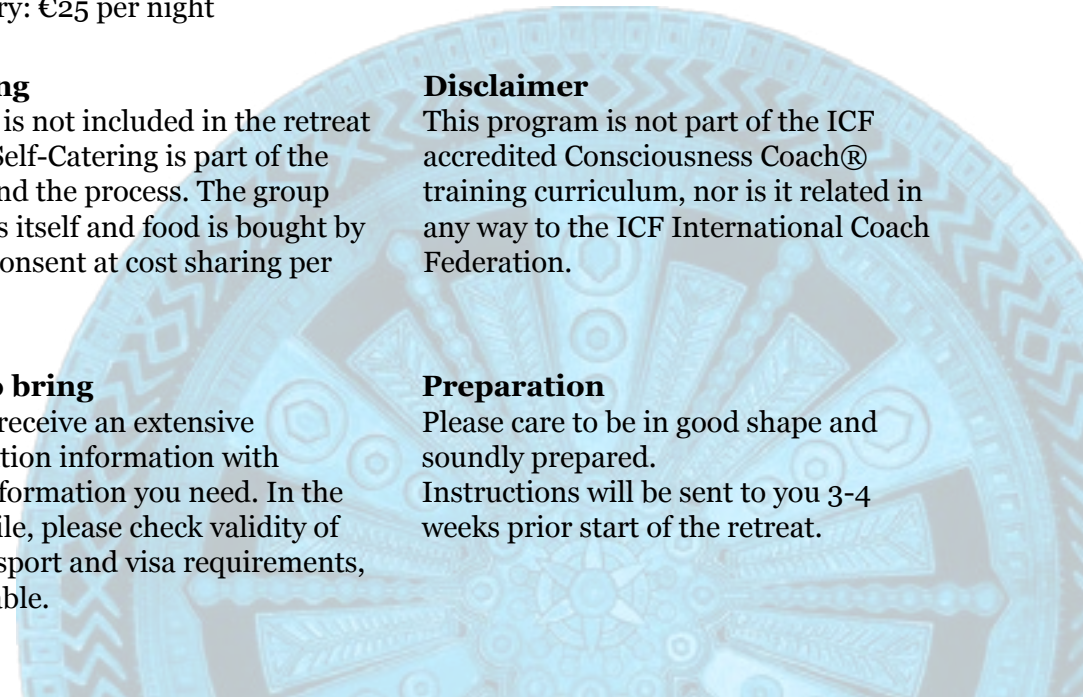 ry: €25 per night
ng
is not included in the retreat
Self-Catering is part of the
nd the process. The group
s itself and food is bought by
onsent at cost sharing per
o bring
receive an extensive
tion information with
nformation you need. In the
ile, please check validity of
sport and visa requirements,
able.
Disclaimer
This program is not part of the ICF
accredited Consciousness Coach®
training curriculum, nor is it related in
any way to the ICF International Coach
Federation.
Preparation
Please care to be in good shape and
soundly prepared.
Instructions will be sent to you 3-4
weeks prior start of the retreat.